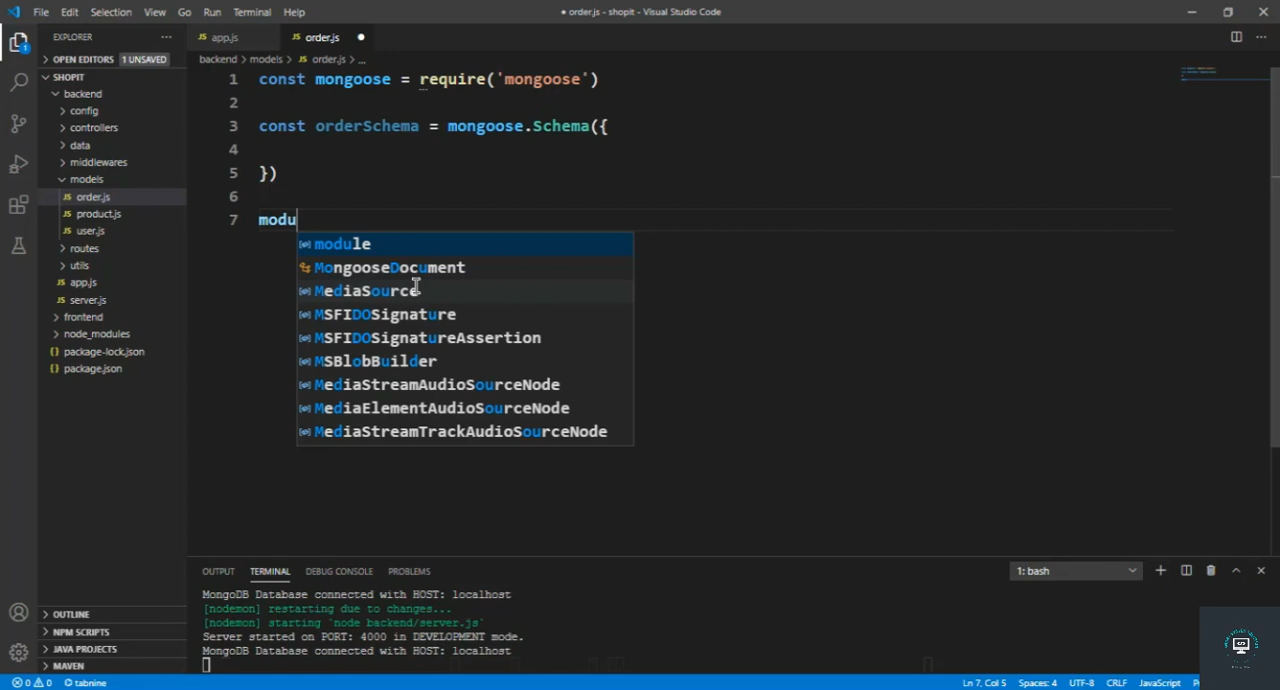 File Edit Selection View Go Run Terminal Help
● order.js - shopit - Visual Studio Code
EXPLORER
OPEN EDITORS 1 UNSAVED
SHOPIT
backend
config
controllers
data
middlewares
models
JS order.js
JS product.js
JS user.js
routes
utils
JS app.js
JS server.js
frontend
node_modules
{} package-lock.json
{} package.json
OUTLINE
NPM SCRIPTS
JAVA PROJECTS
MAVEN
JS app.js
JS order.js ●
backend > models > JS order.js > ...
1 const mongoose = require('mongoose')
2
3 const orderSchema = mongoose.Schema({
4
5 })
6
7 modu
module
MongooseDocument
MediaSource
MSFIDOSignature
MSFIDOSignatureAssertion
MSBlobBuilder
MediaStreamAudioSourceNode
MediaElementAudioSourceNode
MediaStreamTrackAudioSourceNode
OUTPUT TERMINAL DEBUG CONSOLE PROBLEMS
1: bash
MongoDB Database connected with HOST: localhost
[nodemon] restarting due to changes...
[nodemon] starting `node backend/server.js`
Server started on PORT: 4000 in DEVELOPMENT mode.
MongoDB Database connected with HOST: localhost
0 0 tabnine
Ln 7, Col 5 Spaces: 4 UTF-8 CRLF JavaScript